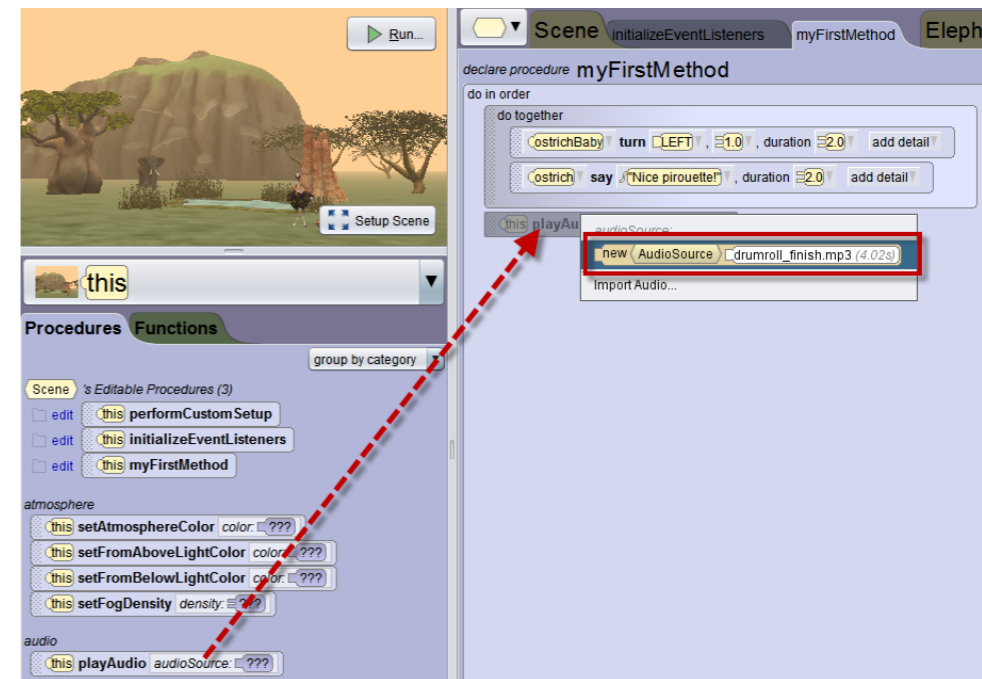 Run...
Setup Scene
this
Procedures Functions
group by category
Scene 's Editable Procedures (3)
edit this performCustomSetup
edit this initializeEventListeners
edit this myFirstMethod
atmosphere
this setAtmosphereColor color: ???
this setFromAboveLightColor color: ???
this setFromBelowLightColor color: ???
this setFogDensity density: ???
audio
this playAudio audioSource: ???
Scene initializeEventListeners myFirstMethod Eleph
declare procedure myFirstMethod
do in order
do together
ostrichBaby turn LEFT , 1.0 , duration 2.0 add detail
ostrich say "Nice pirouette!" , duration 2.0 add detail
this playAu
audioSource:
new AudioSource drumroll_finish.mp3 (4.02s)
Import Audio...